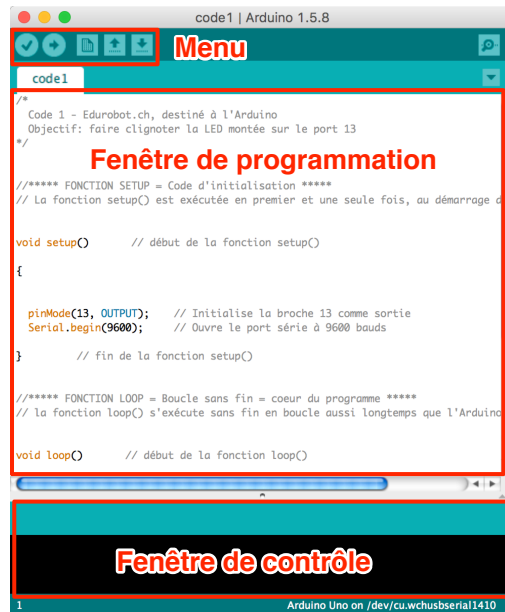 code1 | Arduino 1.5.8
Menu
code1
/*
Code 1 - Edurobot.ch, destiné à l'Arduino
Objectif: faire clignoter la LED montée sur le port 13
*/
Fenêtre de programmation
//***** FONCTION SETUP = Code d'initialisation *****
// La fonction setup() est exécutée en premier et une seule fois, au démarrage d
void setup() // début de la fonction setup()
{
pinMode(13, OUTPUT); // Initialise la broche 13 comme sortie
Serial.begin(9600); // Ouvre le port série à 9600 bauds
} // fin de la fonction setup()
//***** FONCTION LOOP = Boucle sans fin = coeur du programme *****
// la fonction loop() s'exécute sans fin en boucle aussi longtemps que l'Arduino
void loop() // début de la fonction loop()
Fenêtre de contrôle
1 Arduino Uno on /dev/cu.wchusbserial1410